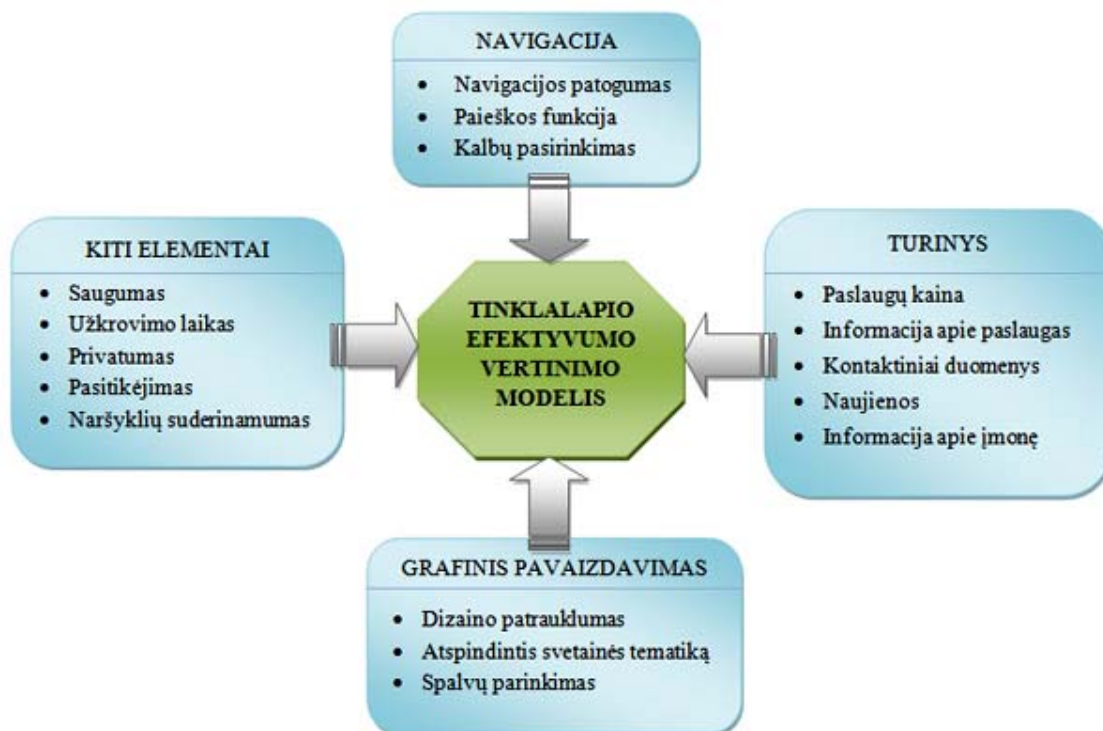 NAVIGACIJA
• Navigacijos patogumas
• Paieškos funkcija
• Kalbų pasirinkimas
KITI ELEMENTAI
• Saugumas
• Užkrovimo laikas
• Privatumas
• Pasitikėjimas
• Naršyklių suderinamumas
TINKLALAPIO
EFEKTYVUMO
VERTINIMO
MODELIS
TURINYS
• Paslaugų kaina
• Informacija apie paslaugas
• Kontaktiniai duomenys
• Naujienos
• Informacija apie įmonę
GRAFINIS PAVAIZDAVIMAS
• Dizaino patrauklumas
• Atspindintis svetainės tematiką
• Spalvų parinkimas